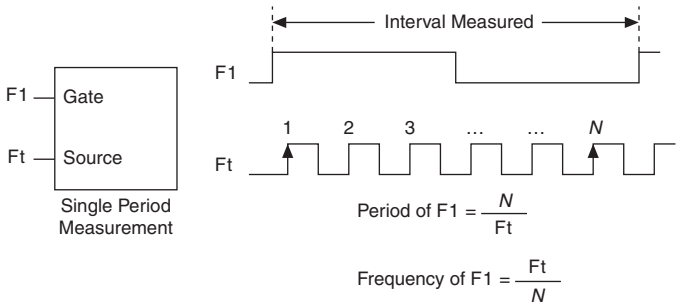 Interval Measured
F1
F1
Gate
1 2 3 … … N
Ft
Source
Ft
Single Period
Measurement
Period of F1 = N
Ft
Frequency of F1 = Ft
N